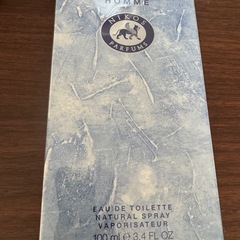 HOMME
NIKOS
PARFUMS
EAU DE TOILETTE
NATURAL SPRAY
VAPORISATEUR
100 ml ℮ 3.4 FL OZ